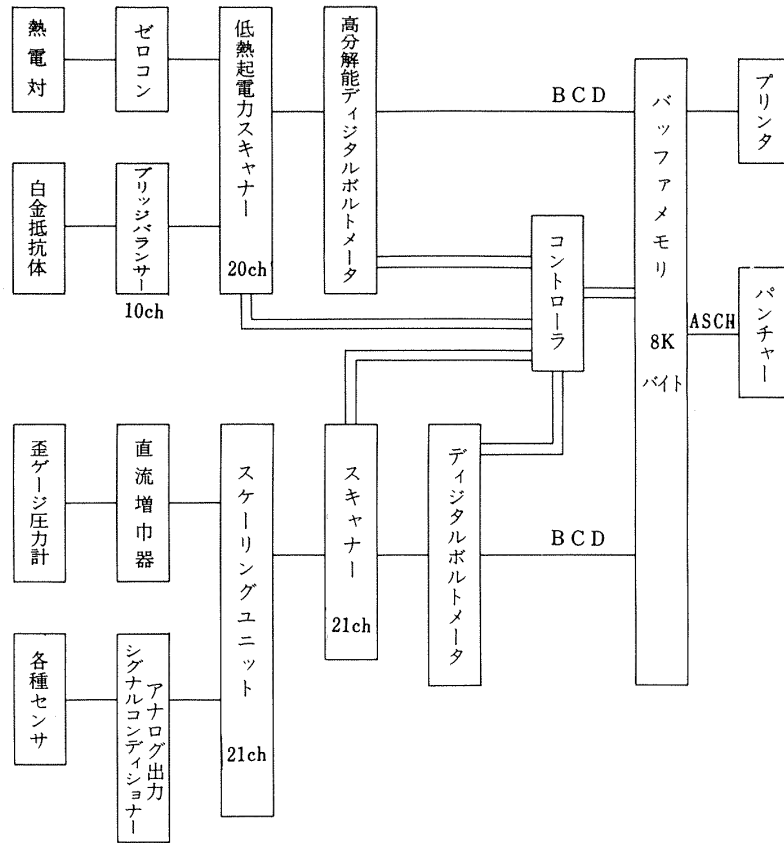 熱電対
ゼロコン
低熱起電力スキャナー
20ch
高分解能ディジタルボルトメータ
BCD
バッファメモリ
8K
バイト
プリンタ
白金抵抗体
ブリッジバランサー
10ch
コントローラ
ASCH
パンチャー
歪ゲージ圧力計
直流増巾器
スケーリングユニット
21ch
スキャナー
21ch
ディジタルボルトメータ
BCD
各種センサ
アナログ出力
シグナルコンディショナー